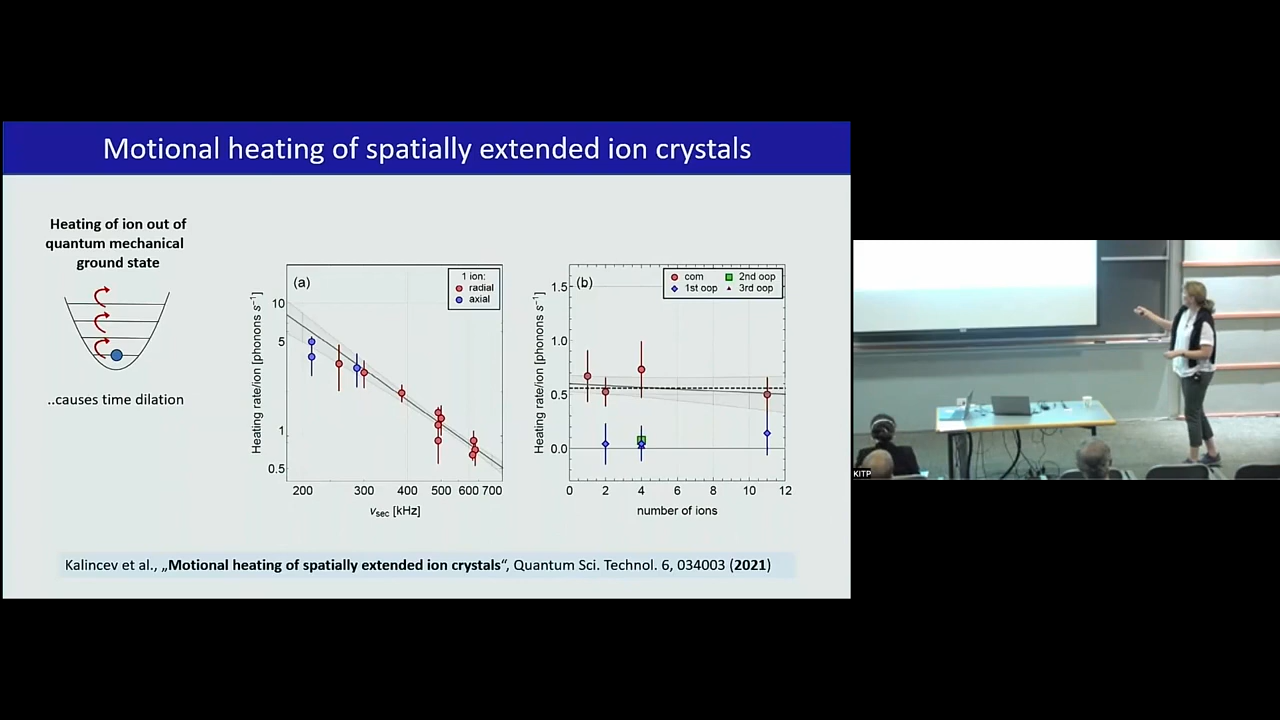 Motional heating of spatially extended ion crystals
Heating of ion out of
quantum mechanical
ground state
..causes time dilation
(a)
1 ion:
radial
axial
Heating rate/ion [phonons s⁻¹]
10
5
1
0.5
200 300 400 500 600 700
νsec [kHz]
(b)
com 2nd oop
1st oop 3rd oop
Heating rate/ion [phonons s⁻¹]
1.5
1.0
0.5
0.0
0 2 4 6 8 10 12
number of ions
Kalincev et al., „Motional heating of spatially extended ion crystals“, Quantum Sci. Technol. 6, 034003 (2021)
KITP